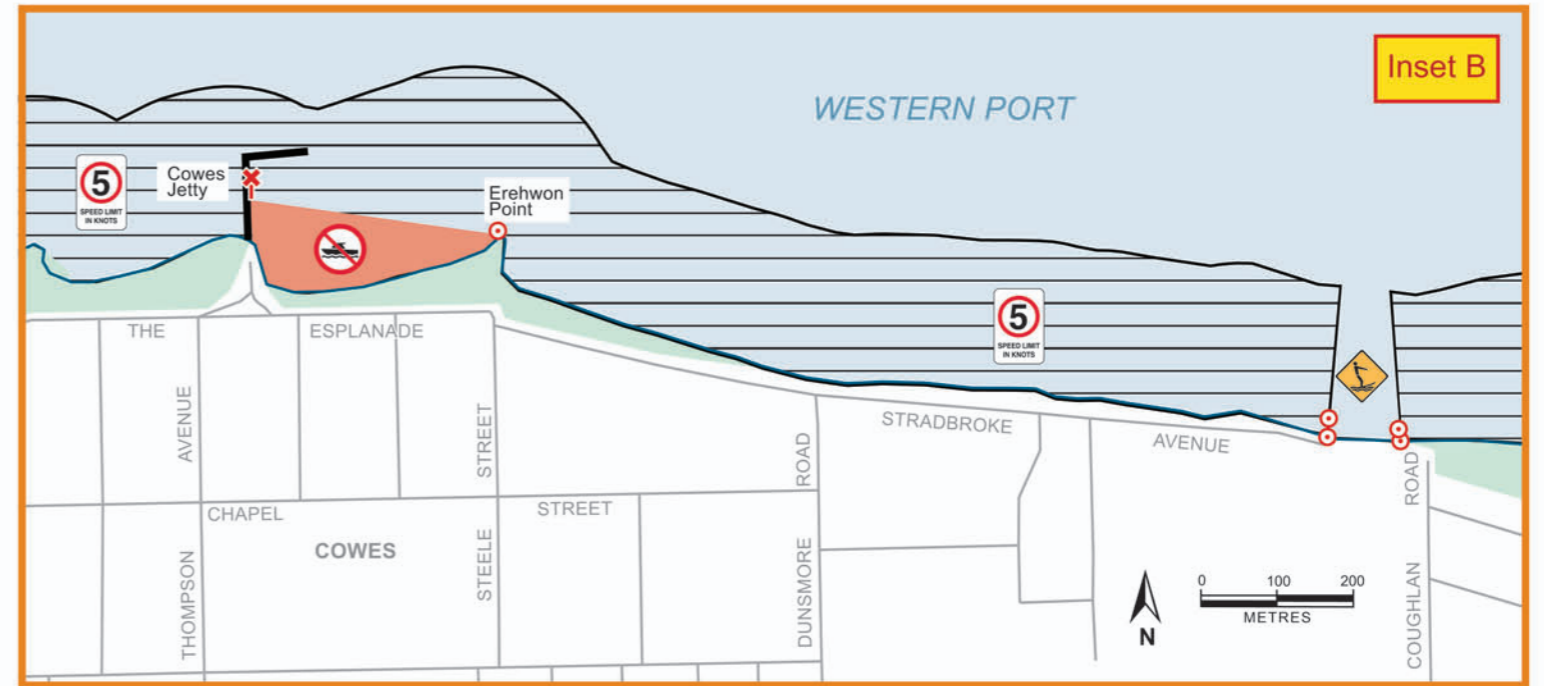 Inset B
WESTERN PORT
5
SPEED LIMIT
IN KNOTS
Cowes
Jetty
Erehwon
Point
5
SPEED LIMIT
IN KNOTS
THE
ESPLANADE
AVENUE
THOMPSON
STREET
STEELE
STRADBROKE
AVENUE
ROAD
DUNSMORE
ROAD
COUGHLAN
CHAPEL
STREET
COWES
0 100 200
METRES
N